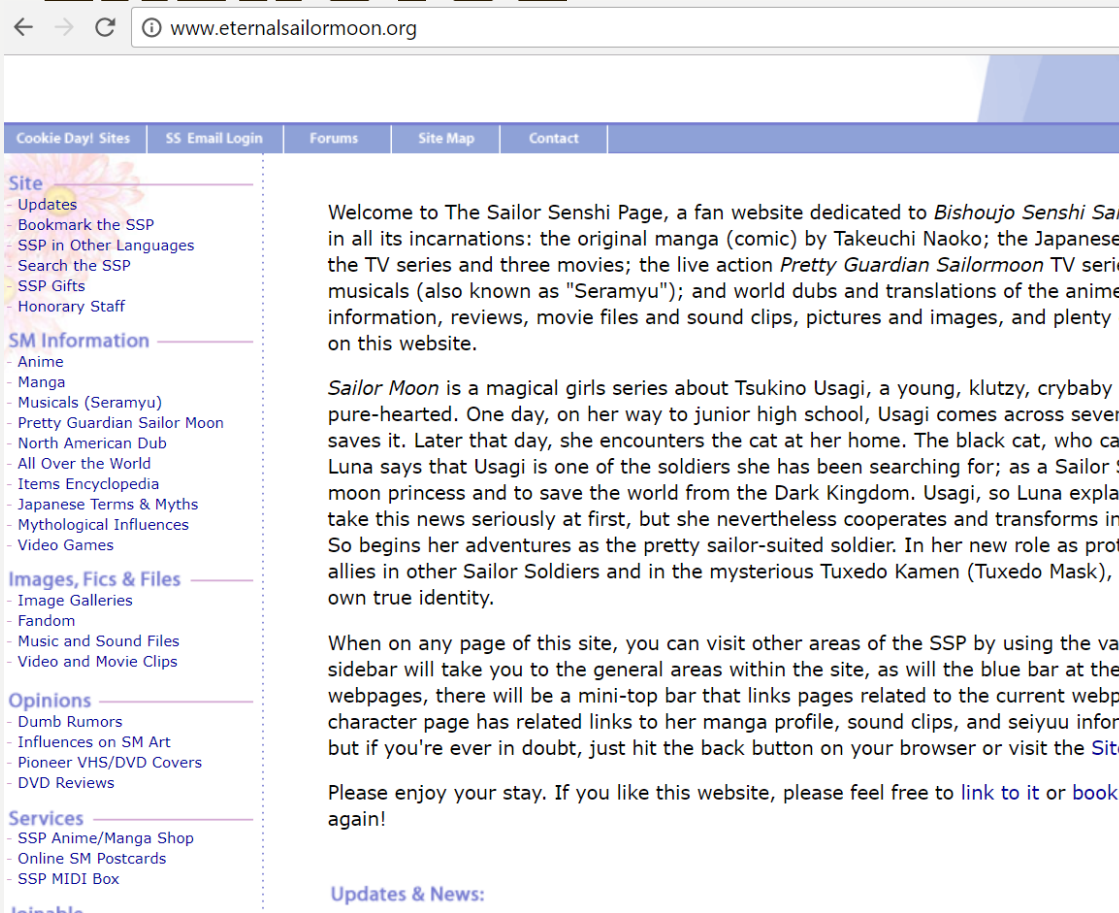 www.eternalsailormoon.org
Cookie Day! Sites
SS Email Login
Forums
Site Map
Contact
Site
- Updates
- Bookmark the SSP
- SSP in Other Languages
- Search the SSP
- SSP Gifts
- Honorary Staff
SM Information
- Anime
- Manga
- Musicals (Seramyu)
- Pretty Guardian Sailor Moon
- North American Dub
- All Over the World
- Items Encyclopedia
- Japanese Terms & Myths
- Mythological Influences
- Video Games
Images, Fics & Files
- Image Galleries
- Fandom
- Music and Sound Files
- Video and Movie Clips
Opinions
- Dumb Rumors
- Influences on SM Art
- Pioneer VHS/DVD Covers
- DVD Reviews
Services
- SSP Anime/Manga Shop
- Online SM Postcards
- SSP MIDI Box
Joinable
Welcome to The Sailor Senshi Page, a fan website dedicated to Bishoujo Senshi Sai
in all its incarnations: the original manga (comic) by Takeuchi Naoko; the Japanese
the TV series and three movies; the live action Pretty Guardian Sailormoon TV seri
musicals (also known as "Seramyu"); and world dubs and translations of the anime
information, reviews, movie files and sound clips, pictures and images, and plenty
on this website.
Sailor Moon is a magical girls series about Tsukino Usagi, a young, klutzy, crybaby
pure-hearted. One day, on her way to junior high school, Usagi comes across sever
saves it. Later that day, she encounters the cat at her home. The black cat, who ca
Luna says that Usagi is one of the soldiers she has been searching for; as a Sailor S
moon princess and to save the world from the Dark Kingdom. Usagi, so Luna expla
take this news seriously at first, but she nevertheless cooperates and transforms in
So begins her adventures as the pretty sailor-suited soldier. In her new role as prot
allies in other Sailor Soldiers and in the mysterious Tuxedo Kamen (Tuxedo Mask),
own true identity.
When on any page of this site, you can visit other areas of the SSP by using the va
sidebar will take you to the general areas within the site, as will the blue bar at the
webpages, there will be a mini-top bar that links pages related to the current webp
character page has related links to her manga profile, sound clips, and seiyuu infor
but if you're ever in doubt, just hit the back button on your browser or visit the Site
Please enjoy your stay. If you like this website, please feel free to link to it or book
again!
Updates & News: